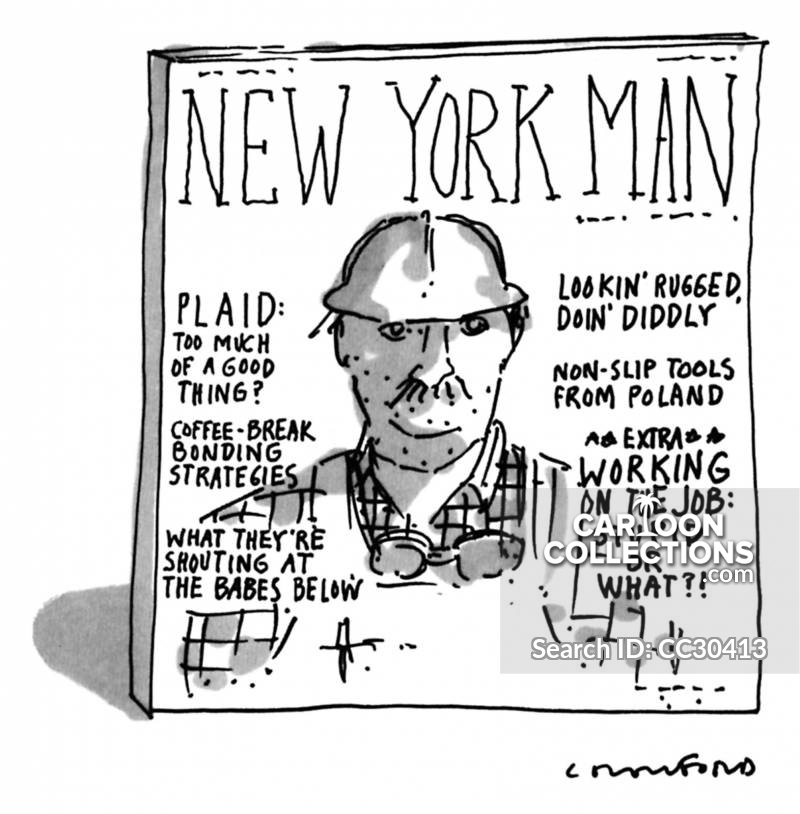 NEW YORK MAN
PLAID:
TOO MUCH
OF A GOOD
THING?
COFFEE-BREAK
BONDING
STRATEGIES
WHAT THEY'RE
SHOUTING AT
THE BABES BELOW
LOOKIN' RUGGED,
DOIN' DIDDLY
NON-SLIP TOOLS
FROM POLAND
EXTRA
WORKING
ON THE JOB:
OR
WHAT?!
CARTOON
COLLECTIONS
.com
Search ID: CC30413
CRAWFORD